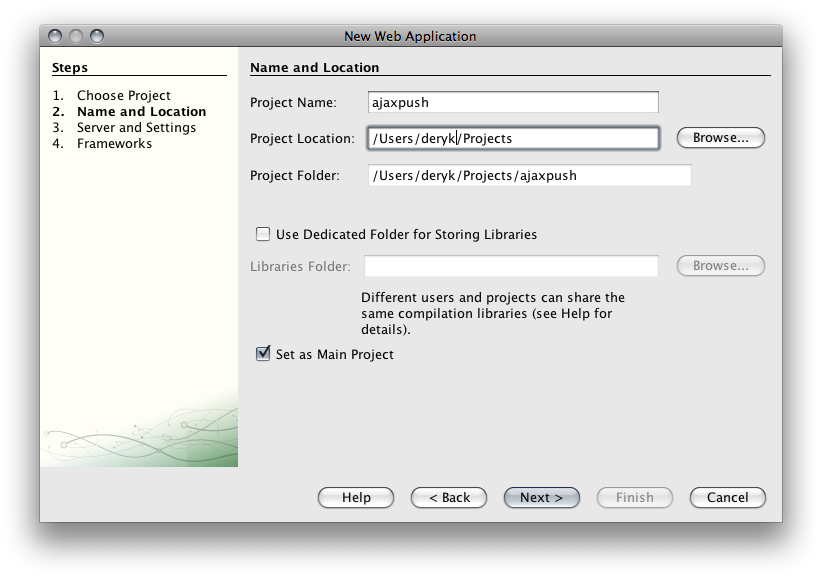 New Web Application
Steps
1. Choose Project
2. Name and Location
3. Server and Settings
4. Frameworks
Name and Location
Project Name: ajaxpush
Project Location: /Users/deryk/Projects Browse...
Project Folder: /Users/deryk/Projects/ajaxpush
Use Dedicated Folder for Storing Libraries
Libraries Folder: Browse...
Different users and projects can share the
same compilation libraries (see Help for
details).
Set as Main Project
Help < Back Next > Finish Cancel